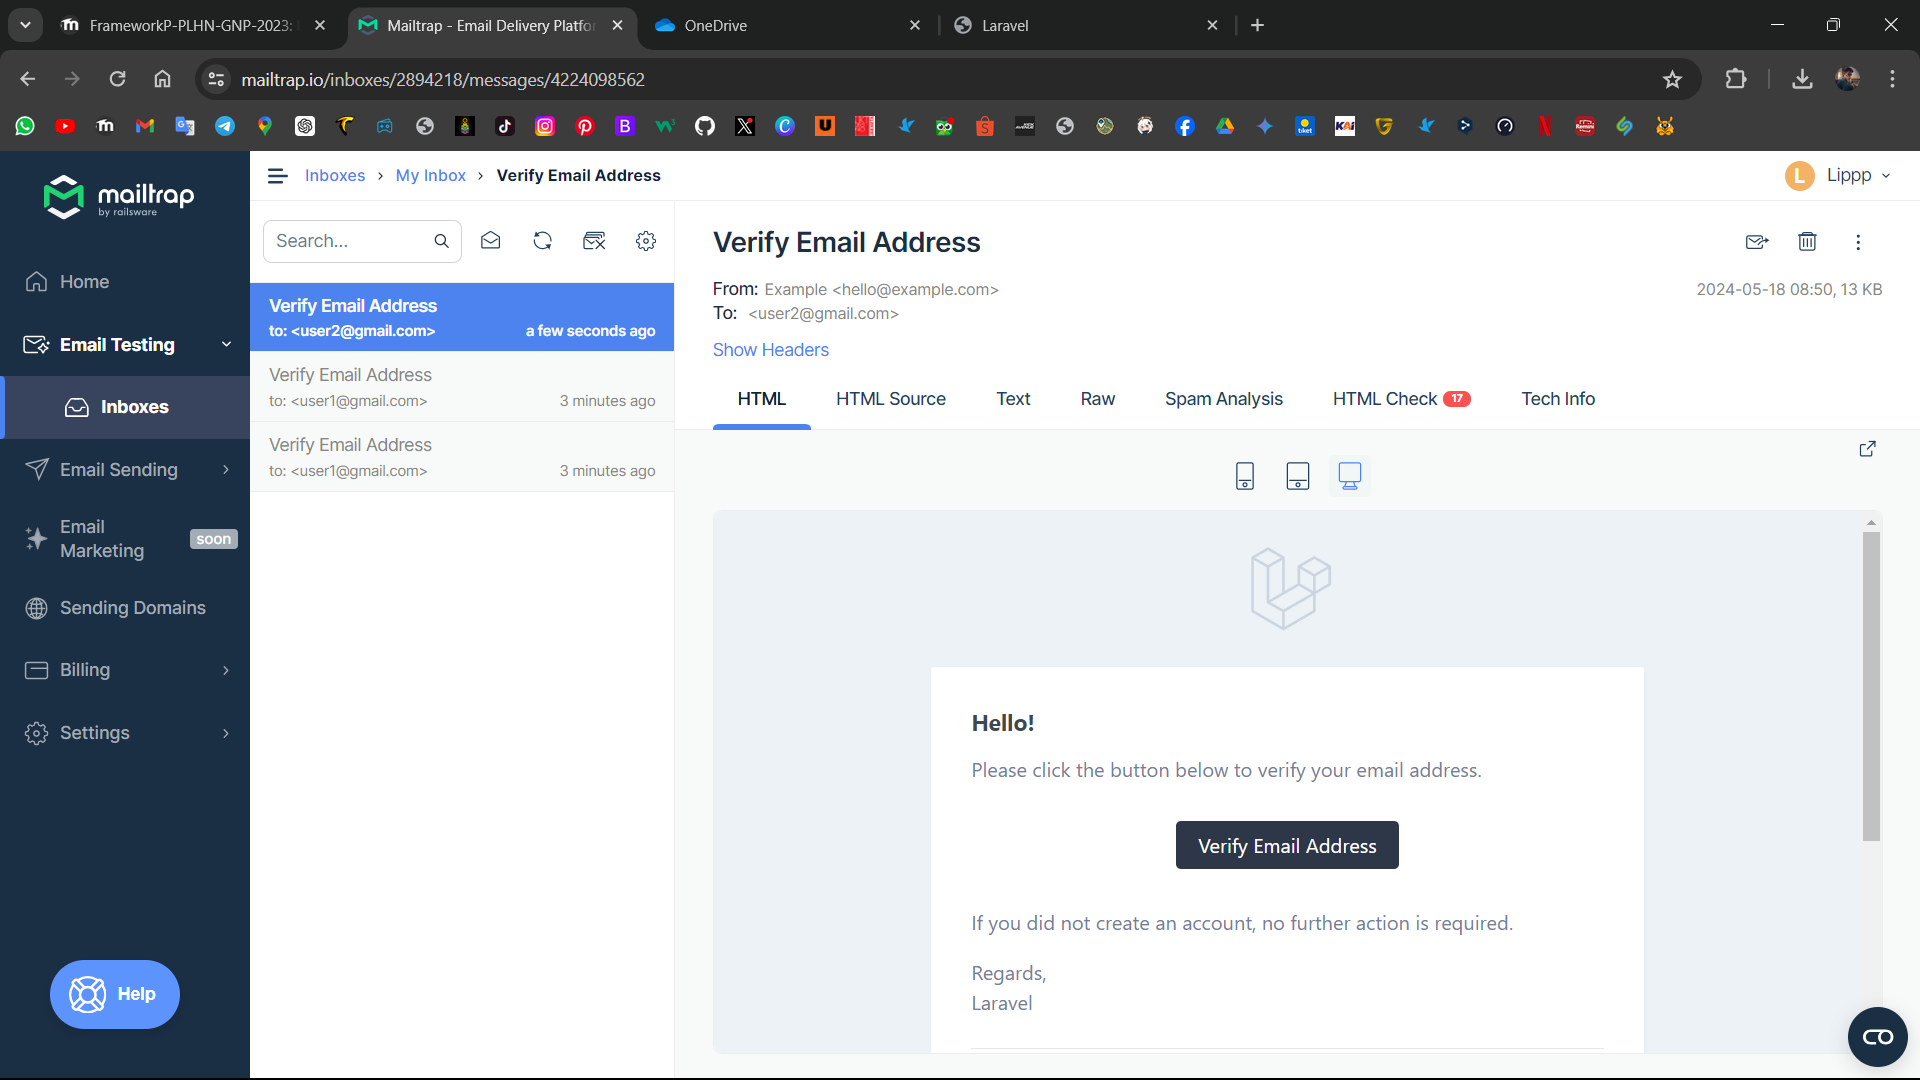 FrameworkP-PLHN-GNP-2023:
Mailtrap - Email Delivery Platfo
OneDrive
Laravel
mailtrap.io/inboxes/2894218/messages/4224098562
mailtrap
by railsware
Inboxes › My Inbox › Verify Email Address
L Lippp
Home
Email Testing
Inboxes
Email Sending
Email Marketing soon
Sending Domains
Billing
Settings
Help
Search...
Verify Email Address
to: <user2@gmail.com> a few seconds ago
Verify Email Address
to: <user1@gmail.com> 3 minutes ago
Verify Email Address
to: <user1@gmail.com> 3 minutes ago
Verify Email Address
From: Example <hello@example.com>
2024-05-18 08:50, 13 KB
To: <user2@gmail.com>
Show Headers
HTML HTML Source Text Raw Spam Analysis HTML Check 17 Tech Info
Hello!
Please click the button below to verify your email address.
Verify Email Address
If you did not create an account, no further action is required.
Regards,
Laravel